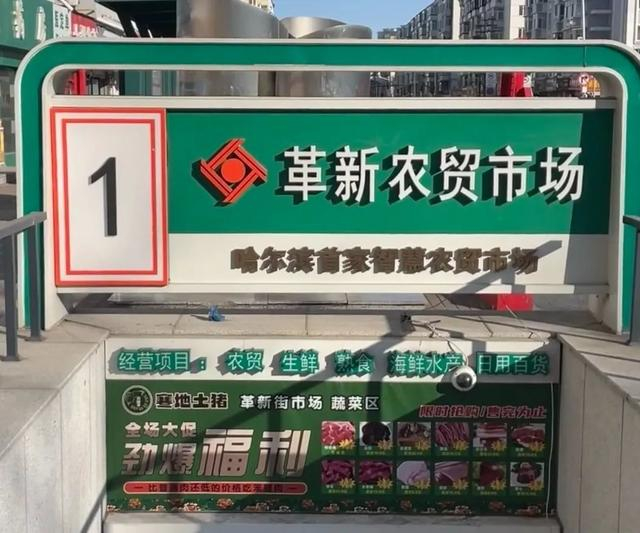 1
革新农贸市场
哈尔滨首家智慧农贸市场
经营项目： 农贸 生鲜 熟食 海鲜水产 日用百货
寒地土猪 革新街市场 蔬菜区
限时抢购/售完为止
全场大促
劲爆福利